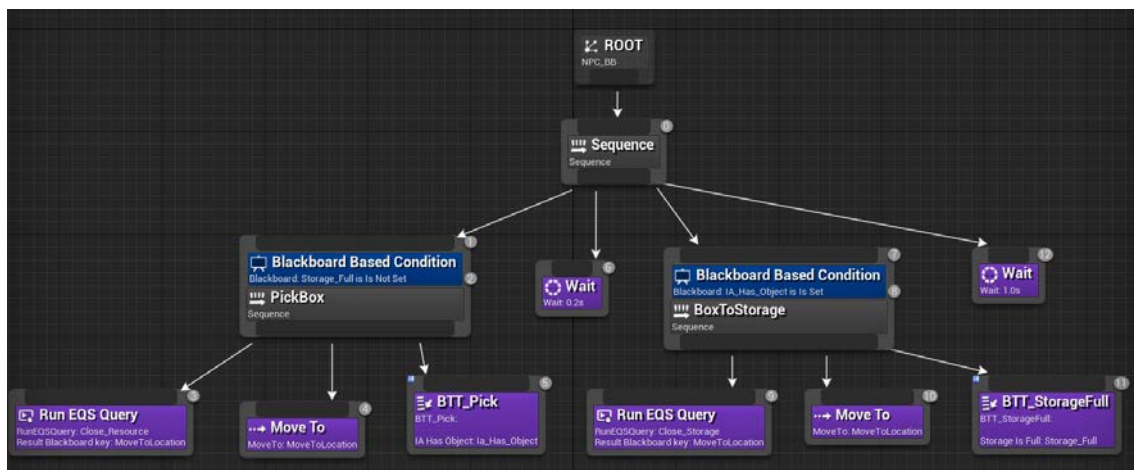 ROOT
NPC_BB
0
Sequence
Sequence
1
Blackboard Based Condition
Blackboard: Storage_Full is Is Not Set
2
PickBox
Sequence
6
Wait
Wait: 0.2s
7
Blackboard Based Condition
Blackboard: IA_Has_Object is Is Set
8
BoxToStorage
Sequence
12
Wait
Wait: 1.0s
3
Run EQS Query
RunEQSQuery: Close_Resource
Result Blackboard key: MoveToLocation
4
Move To
MoveTo: MoveToLocation
5
BTT_Pick
BTT_Pick:
IA Has Object: Ia_Has_Object
9
Run EQS Query
RunEQSQuery: Close_Storage
Result Blackboard key: MoveToLocation
10
Move To
MoveTo: MoveToLocation
11
BTT_StorageFull
BTT_StorageFull:
Storage Is Full: Storage_Full